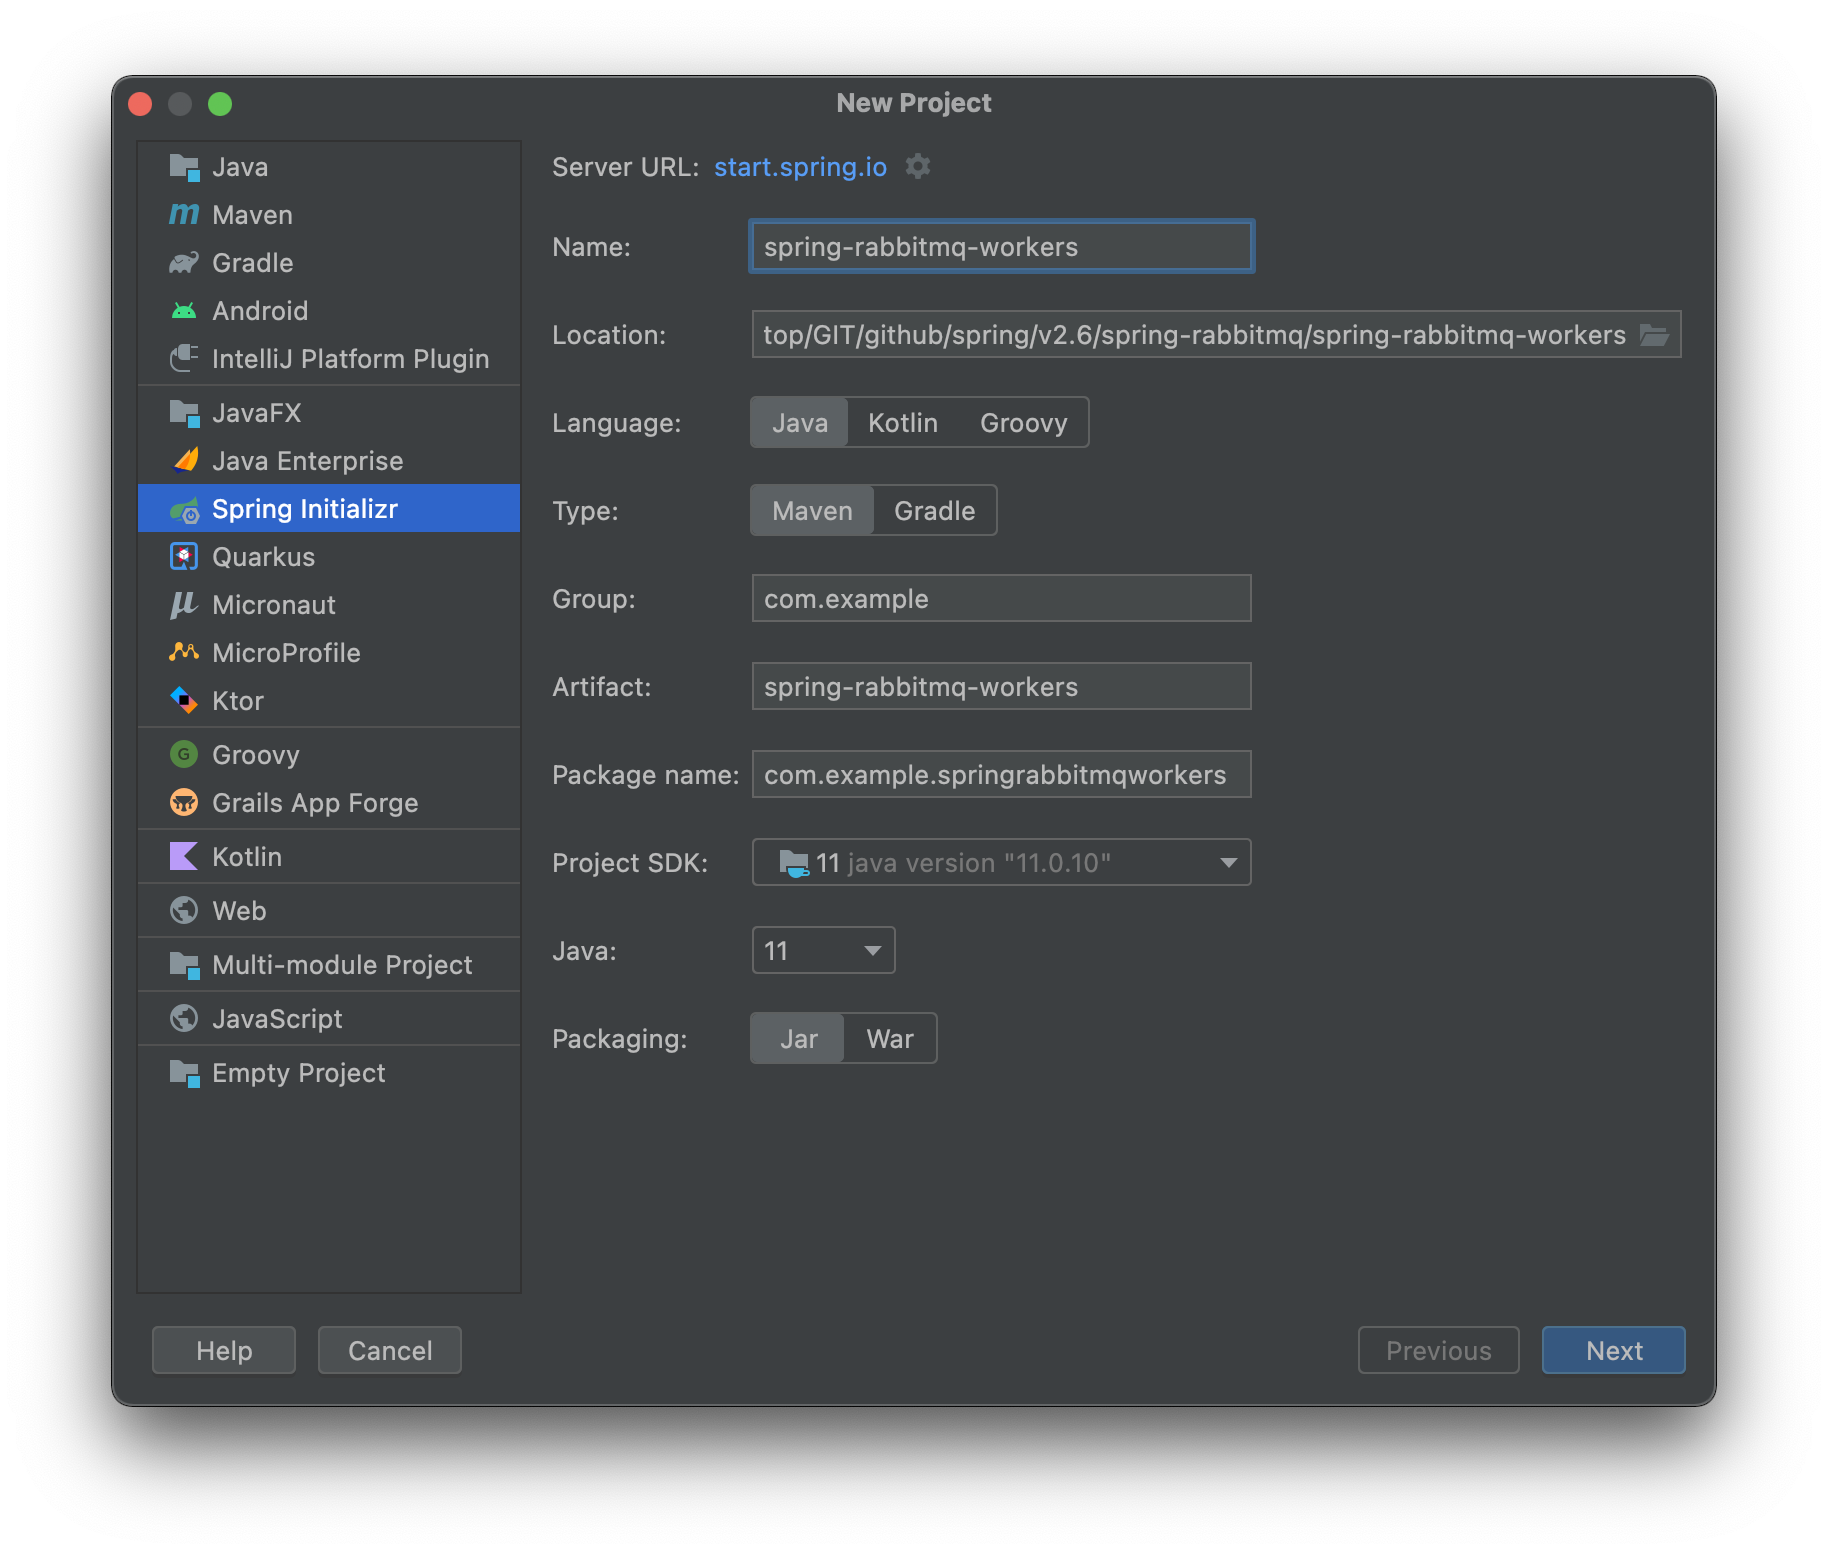 New Project
Java
Maven
Gradle
Android
IntelliJ Platform Plugin
JavaFX
Java Enterprise
Spring Initializr
Quarkus
Micronaut
MicroProfile
Ktor
Groovy
Grails App Forge
Kotlin
Web
Multi-module Project
JavaScript
Empty Project
Server URL: start.spring.io
Name: spring-rabbitmq-workers
Location: top/GIT/github/spring/v2.6/spring-rabbitmq/spring-rabbitmq-workers
Language: Java Kotlin Groovy
Type: Maven Gradle
Group: com.example
Artifact: spring-rabbitmq-workers
Package name: com.example.springrabbitmqworkers
Project SDK: 11 java version "11.0.10"
Java: 11
Packaging: Jar War
Help Cancel Previous Next